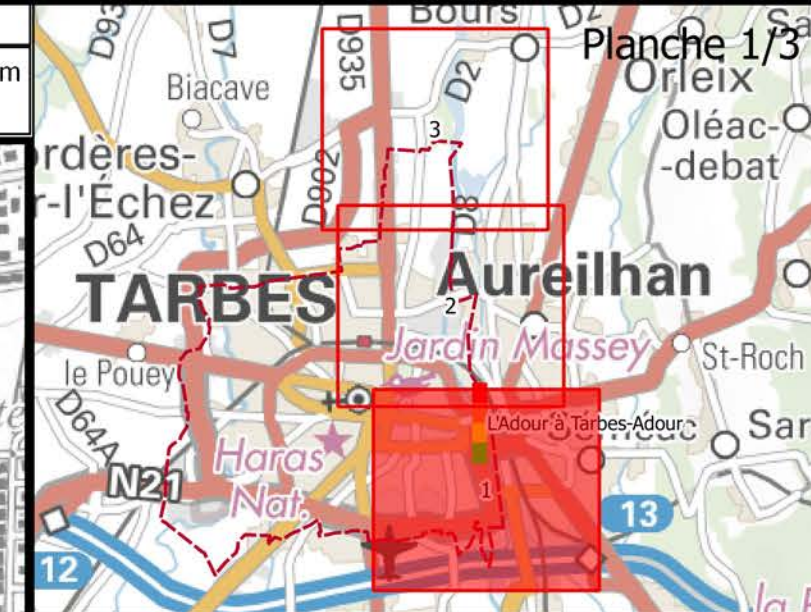 Bours
Planche 1/3
m
D93
D7
D935
D2
Biacave
Orleix
Oléac-
-debat
rdères-
r-l'Échez
3
D902
D8
D64
TARBES
Aureilhan
2
Jardin Massey
St-Roch
le Pouey
L'Adour à Tarbes-Adour
D64A
Haras
Nat.
N21
1
13
12